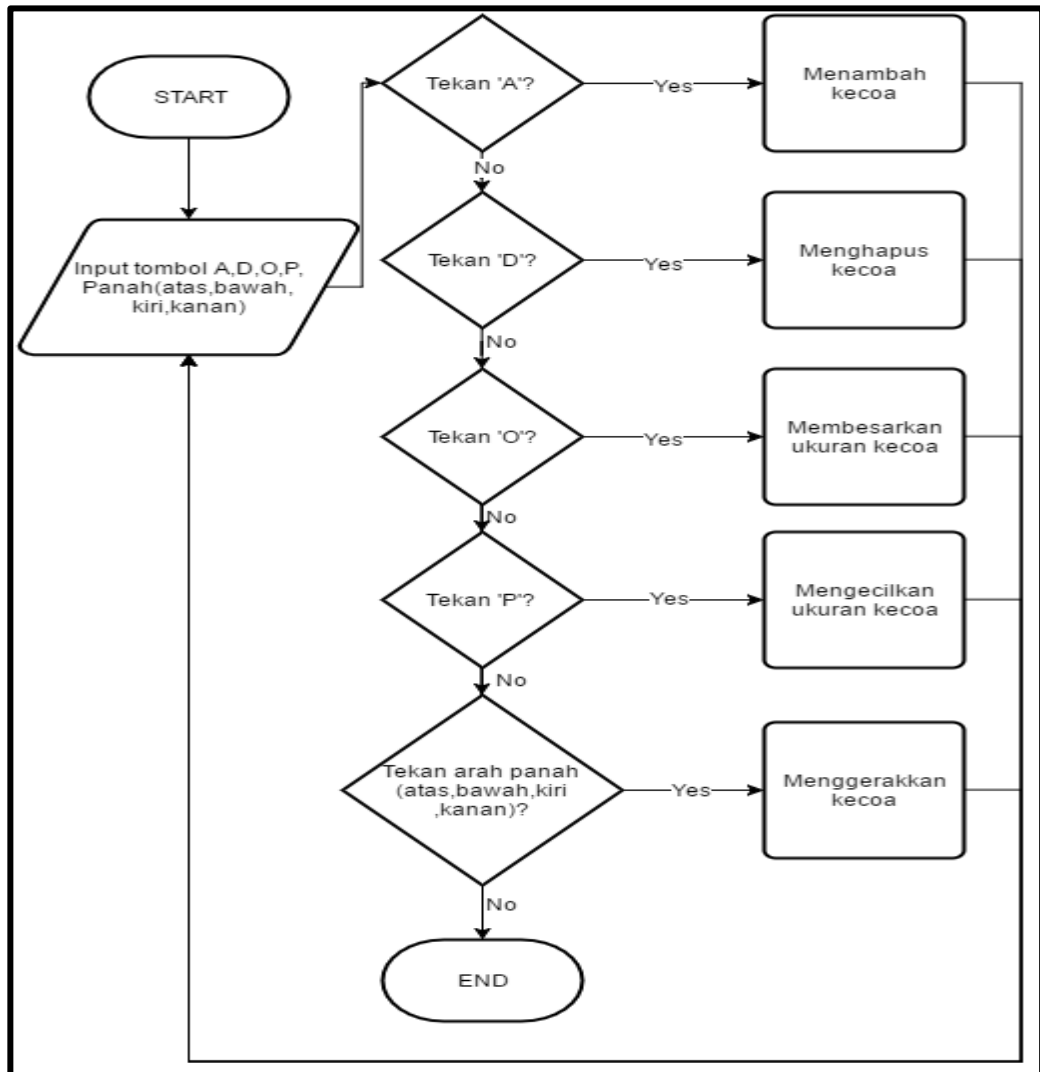 START
Input tombol A,D,O,P,
Panah(atas,bawah,
kiri,kanan)
Tekan 'A'?
Yes
Menambah
kecoa
No
Tekan 'D'?
Yes
Menghapus
kecoa
No
Tekan 'O'?
Yes
Membesarkan
ukuran kecoa
No
Tekan 'P'?
Yes
Mengecilkan
ukuran kecoa
No
Tekan arah panah
(atas,bawah,kiri
,kanan)?
Yes
Menggerakkan
kecoa
No
END